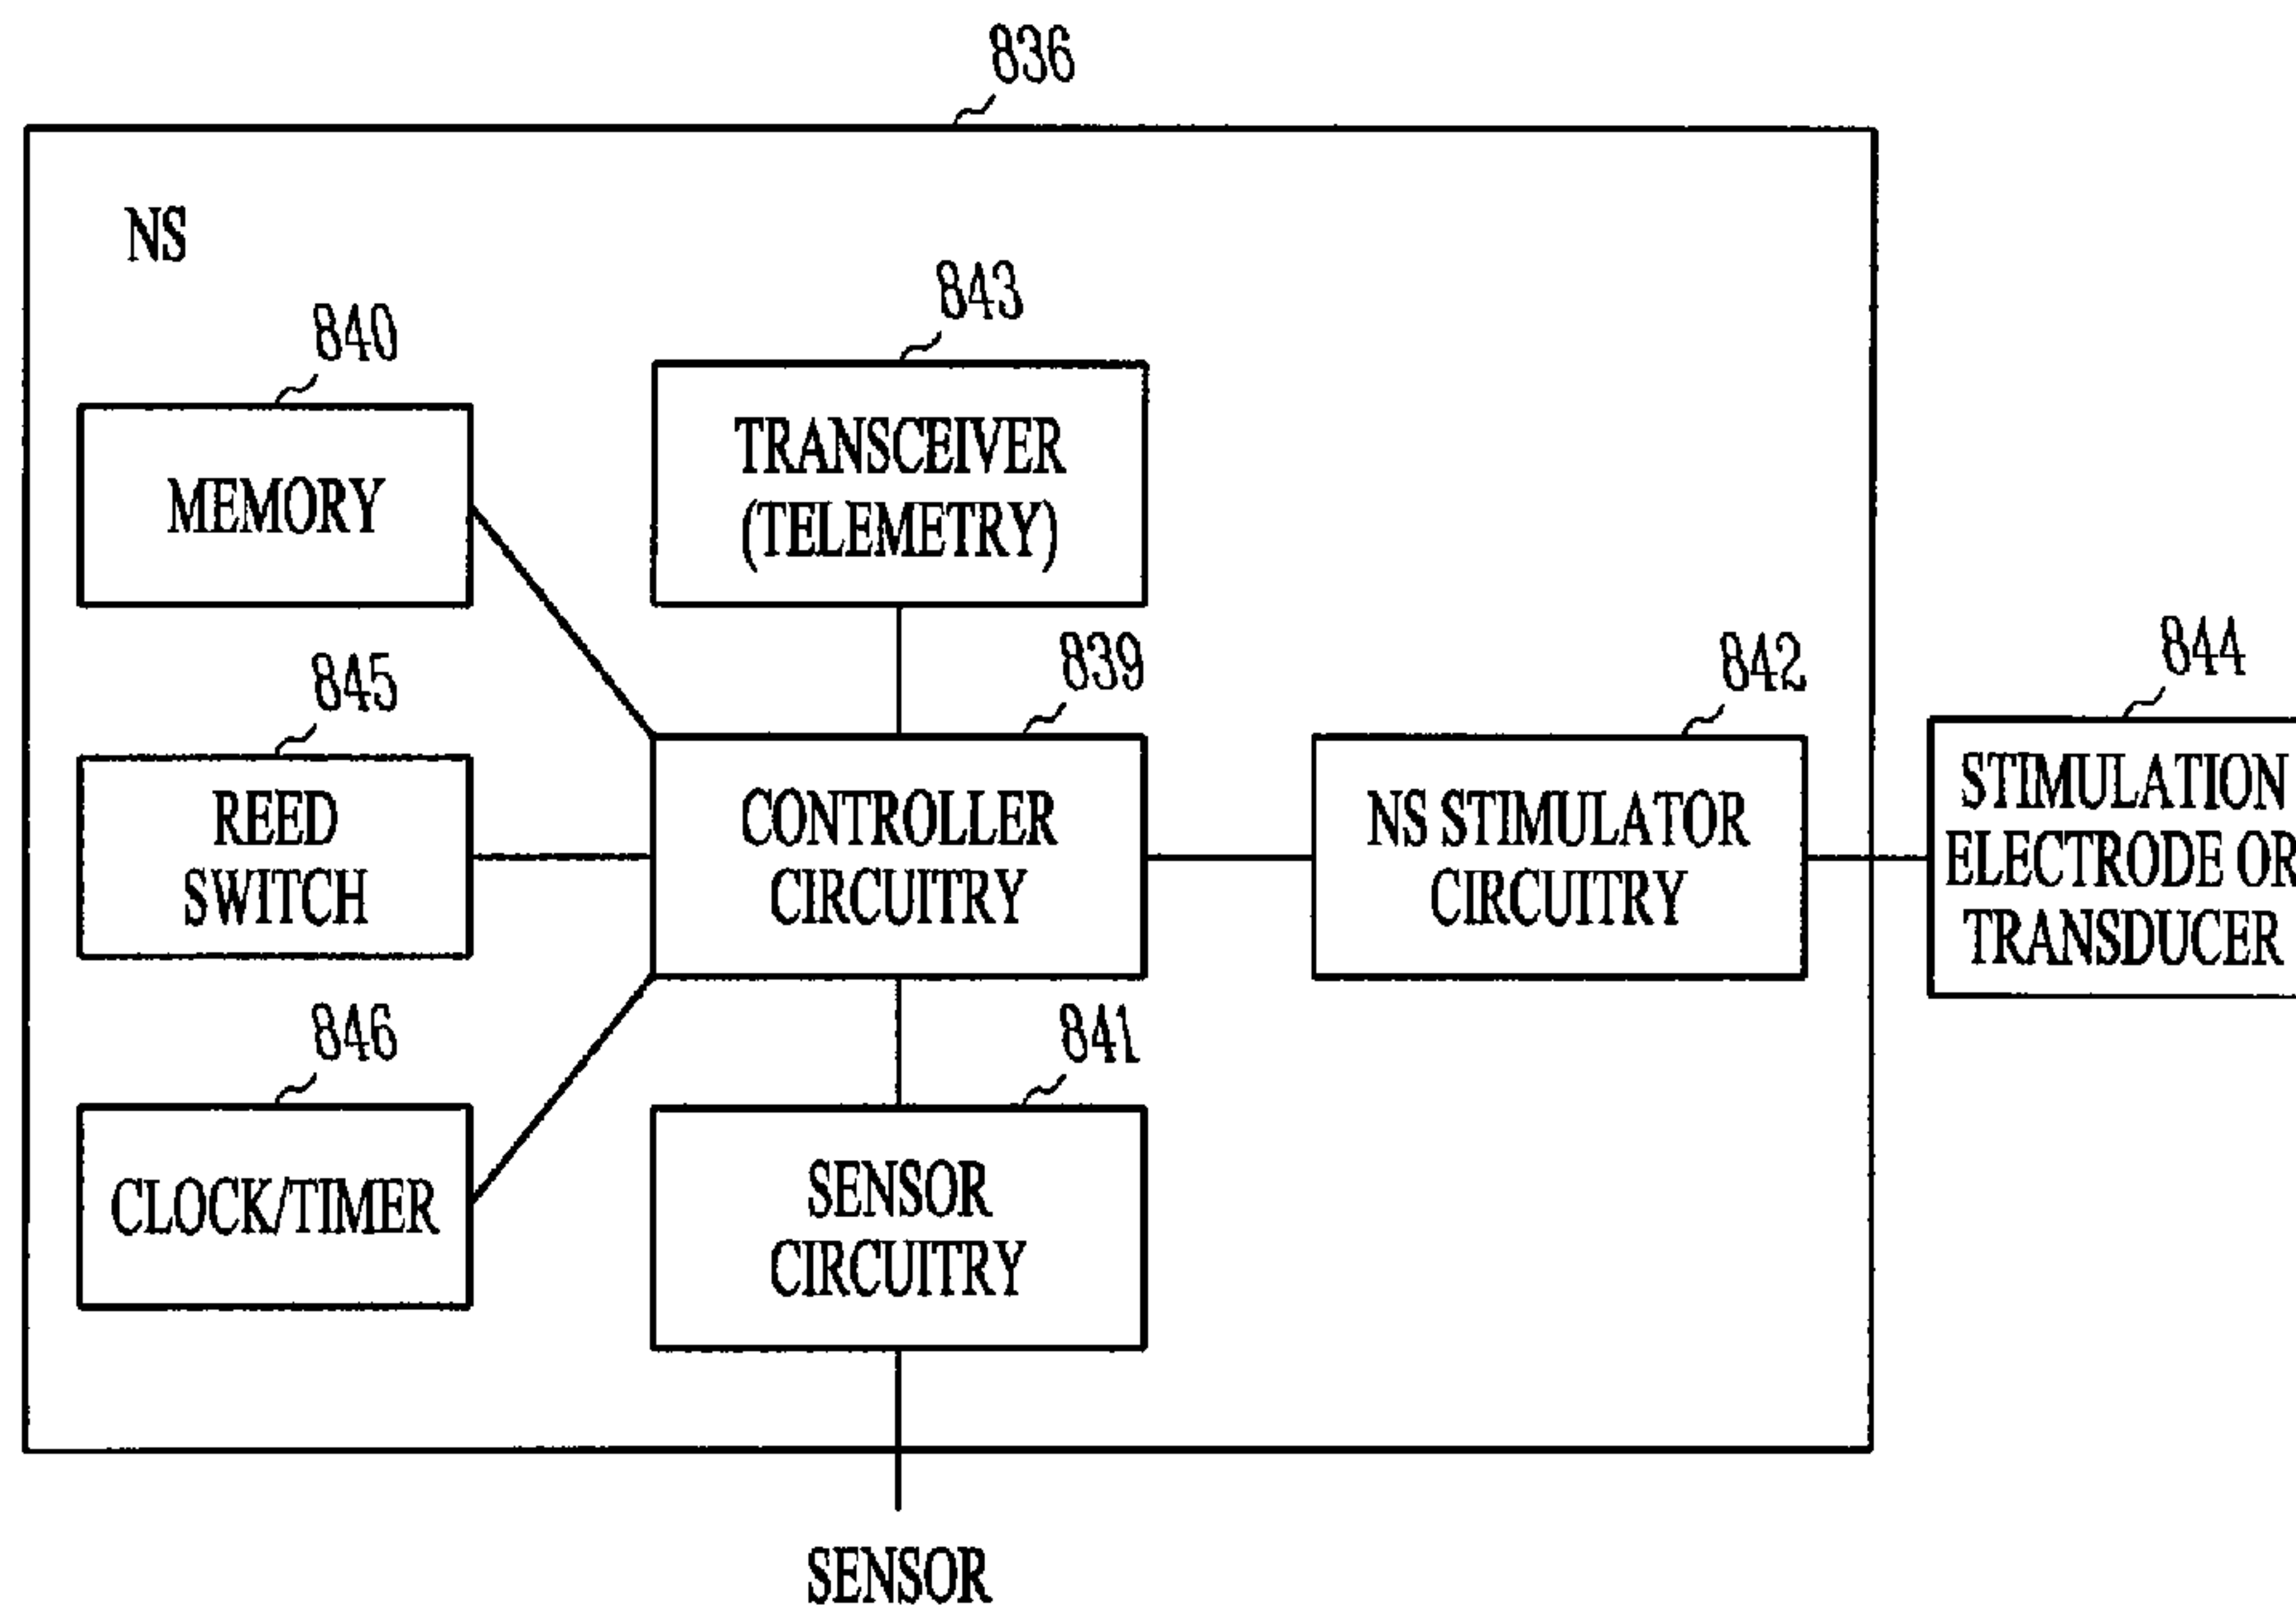 836
NS
840
MEMORY
843
TRANSCEIVER
(TELEMETRY)
845
REED
SWITCH
839
CONTROLLER
CIRCUITRY
842
NS STIMULATOR
CIRCUITRY
844
STIMULATION
ELECTRODE OR
TRANSDUCER
846
CLOCK/TIMER
841
SENSOR
CIRCUITRY
SENSOR